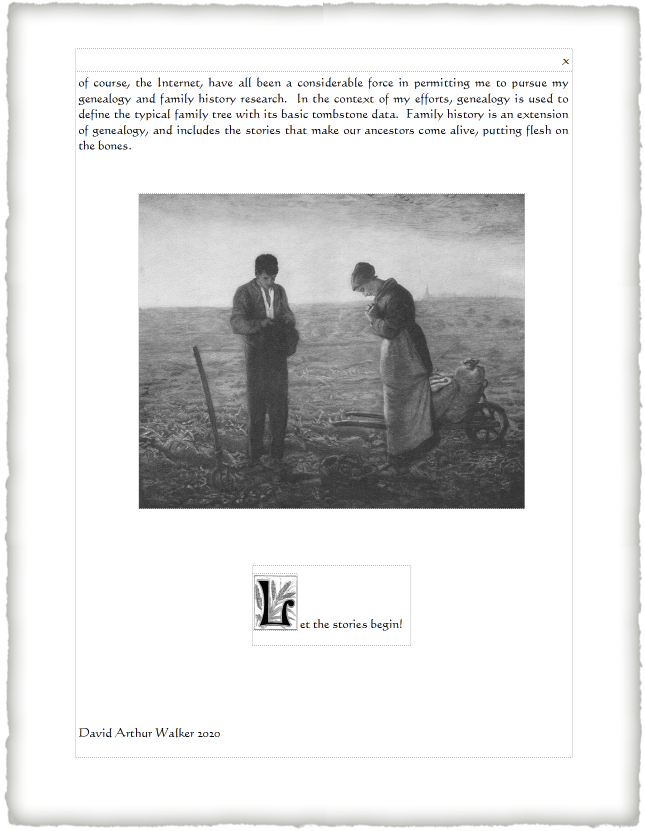 x
of course, the Internet, have all been a considerable force in permitting me to pursue my
genealogy and family history research.  In the context of my efforts, genealogy is used to
define the typical family tree with its basic tombstone data.  Family history is an extension
of genealogy, and includes the stories that make our ancestors come alive, putting flesh on
the bones.
Let the stories begin!
David Arthur Walker 2020